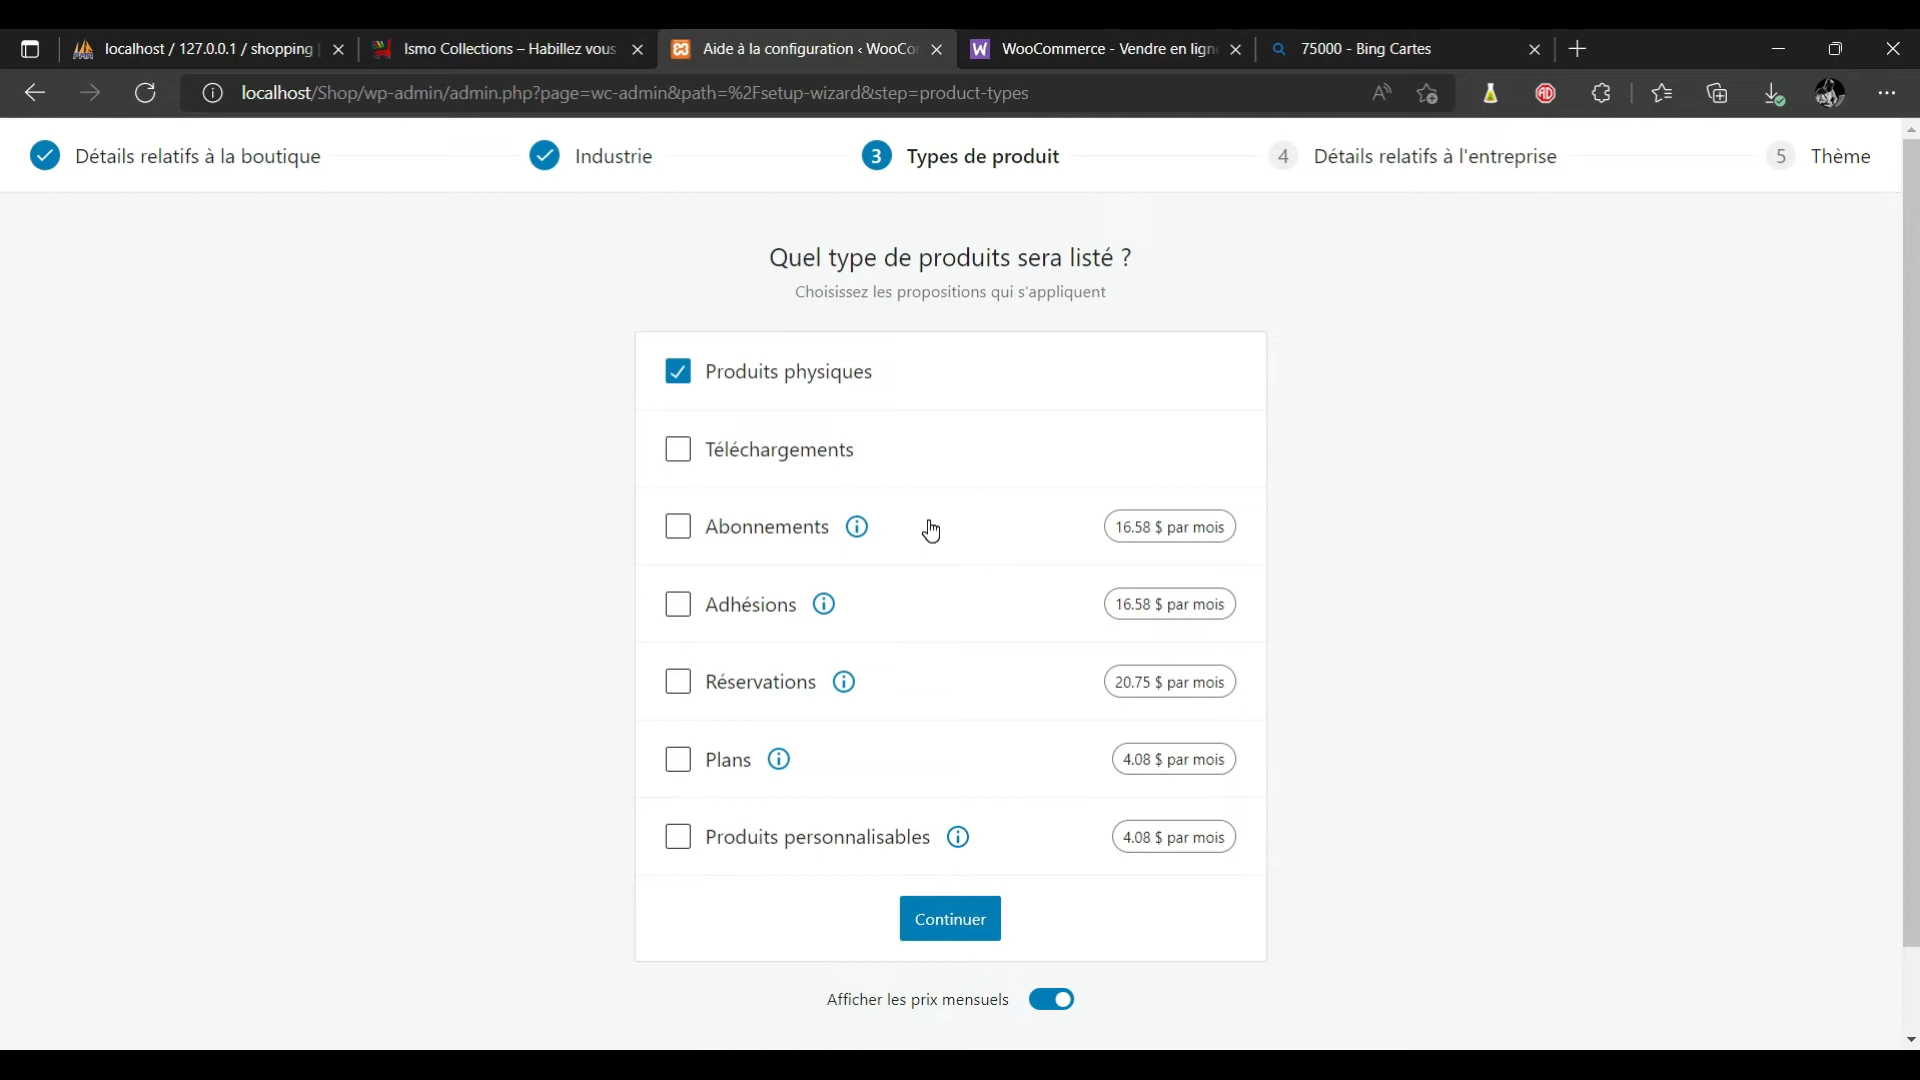 localhost / 127.0.0.1 / shopping
Ismo Collections – Habillez vous
Aide à la configuration ‹ WooCo
WooCommerce - Vendre en lign
75000 - Bing Cartes
localhost/Shop/wp-admin/admin.php?page=wc-admin&path=%2Fsetup-wizard&step=product-types
Détails relatifs à la boutique
Industrie
3 Types de produit
4 Détails relatifs à l'entreprise
5 Thème
Quel type de produits sera listé ?
Choisissez les propositions qui s'appliquent
Produits physiques
Téléchargements
Abonnements 16.58 $ par mois
Adhésions 16.58 $ par mois
Réservations 20.75 $ par mois
Plans 4.08 $ par mois
Produits personnalisables 4.08 $ par mois
Continuer
Afficher les prix mensuels